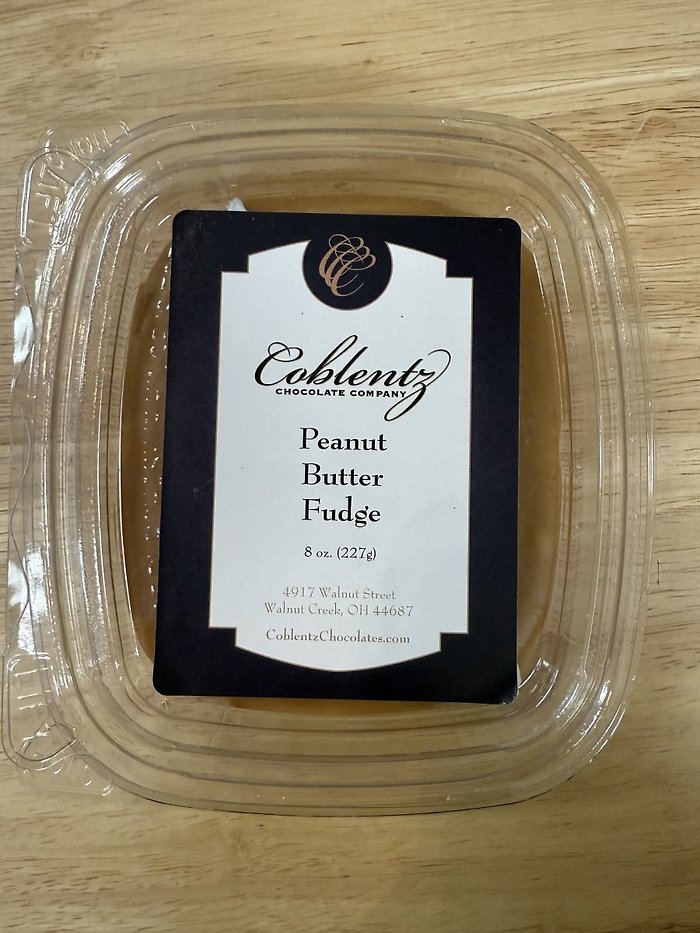 Coblentz
CHOCOLATE COMPANY
Peanut
Butter
Fudge
8 oz. (227g)
4917 Walnut Street
Walnut Creek, OH 44687
CoblentzChocolates.com